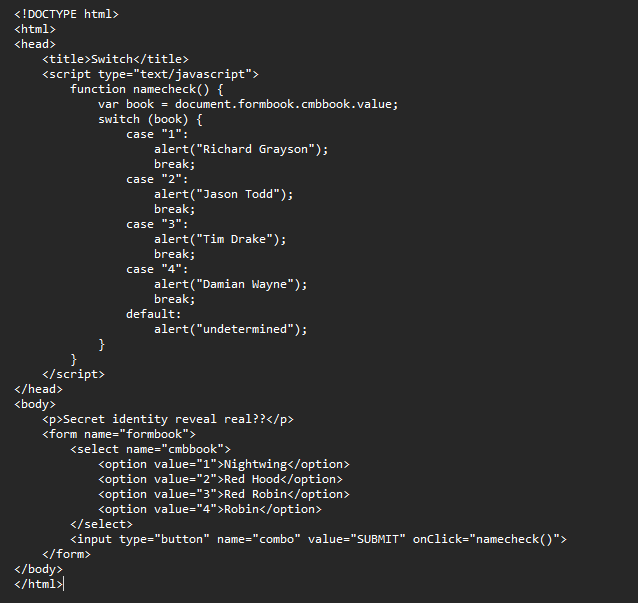 <!DOCTYPE html>
<html>
<head>
    <title>Switch</title>
    <script type="text/javascript">
        function namecheck() {
            var book = document.formbook.cmbbook.value;
            switch (book) {
                case "1":
                    alert("Richard Grayson");
                    break;
                case "2":
                    alert("Jason Todd");
                    break;
                case "3":
                    alert("Tim Drake");
                    break;
                case "4":
                    alert("Damian Wayne");
                    break;
                default:
                    alert("undetermined");
            }
        }
    </script>
</head>
<body>
    <p>Secret identity reveal real??</p>
    <form name="formbook">
        <select name="cmbbook">
            <option value="1">Nightwing</option>
            <option value="2">Red Hood</option>
            <option value="3">Red Robin</option>
            <option value="4">Robin</option>
        </select>
        <input type="button" name="combo" value="SUBMIT" onClick="namecheck()">
    </form>
</body>
</html>